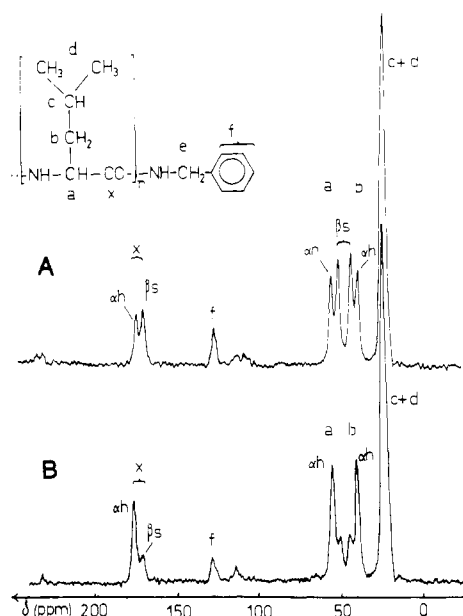 d
CH₃ CH₃
c CH
b CH₂ e f
···NH-CH-CC-NH-CH₂-
a x n
c+d
a b
βs
A
x
αh βs
f
αn
αh
c+d
B
x
αh
βs
f
a b
αh αh
δ (ppm) 200 150 100 50 0